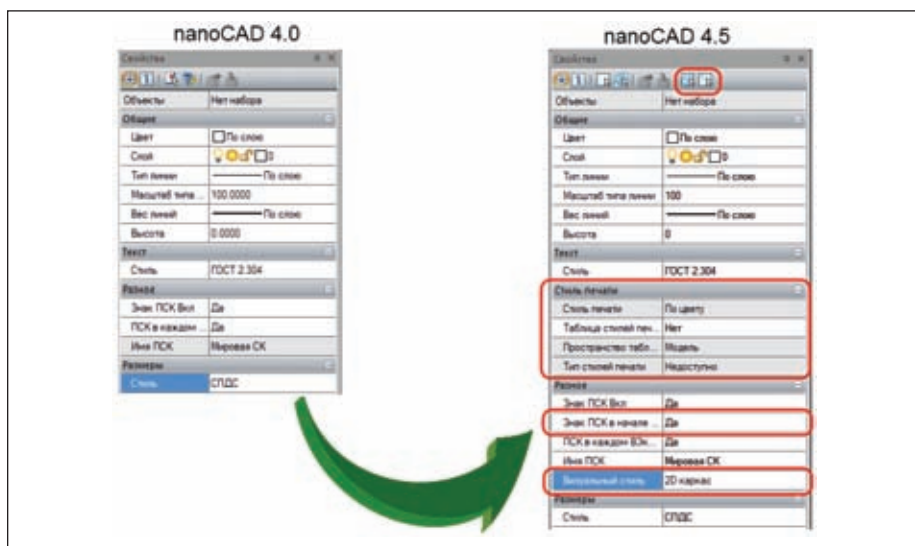 nanoCAD 4.0
Свойства
Объекты Нет набора
Общие
Цвет По слою
Слой 0
Тип линии По слою
Масштаб типа ... 100.0000
Вес линий По слою
Высота 0.0000
Текст
Стиль ГОСТ 2.304
Разное
Знак ПСК Вкл Да
ПСК в каждом ... Да
Имя ПСК Мировая СК
Размеры
Стиль СПДС
nanoCAD 4.5
Свойства
Объекты Нет набора
Общие
Цвет По слою
Слой 0
Тип линии По слою
Масштаб типа линии 100
Вес линий По слою
Высота 0
Текст
Стиль ГОСТ 2.304
Стиль печати
Стиль печати По цвету
Таблица стилей печ... Нет
Пространство табл... Модель
Тип стилей печати Недоступно
Разное
Знак ПСК Вкл Да
Знак ПСК в начале ... Да
ПСК в каждом ВЭк... Да
Имя ПСК Мировая СК
Визуальный стиль 2D каркас
Размеры
Стиль СПДС